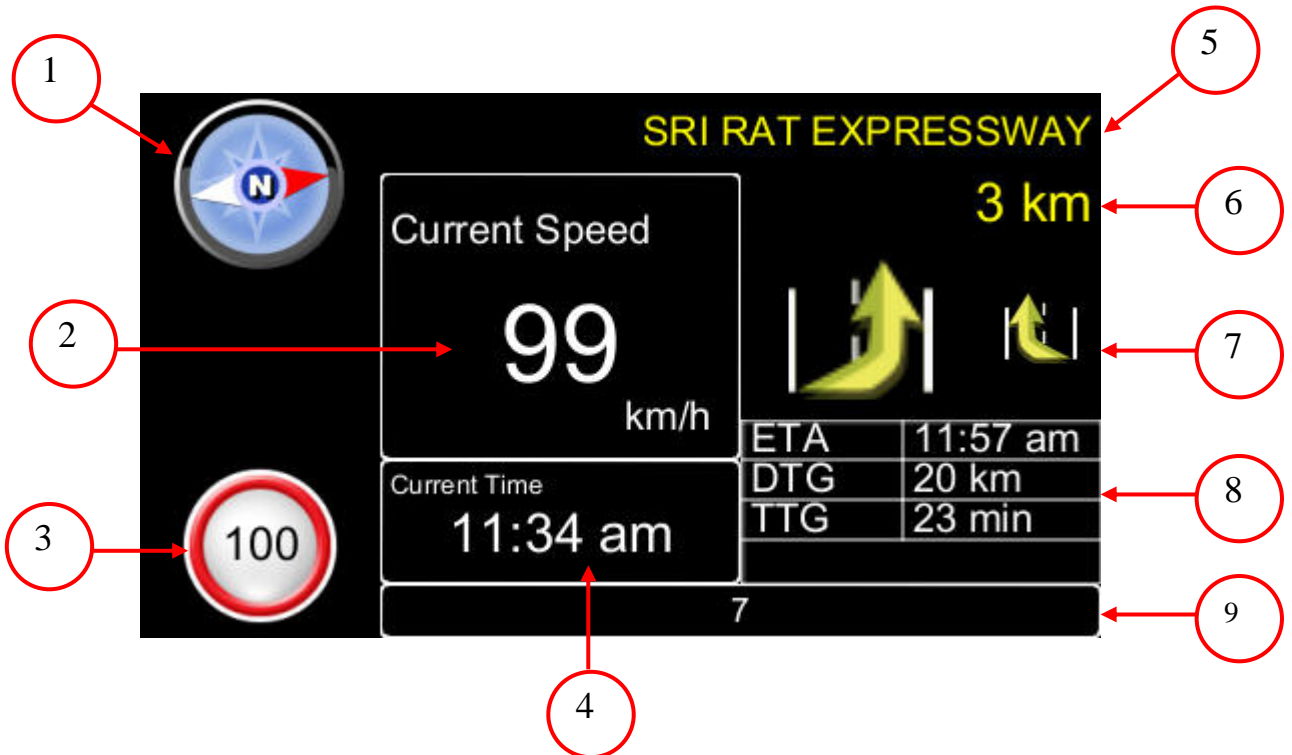 1
5
SRI RAT EXPRESSWAY
N
3 km
6
Current Speed
2
99
km/h
7
ETA 11:57 am
DTG 20 km
TTG 23 min
8
3
100
Current Time
11:34 am
7
9
4